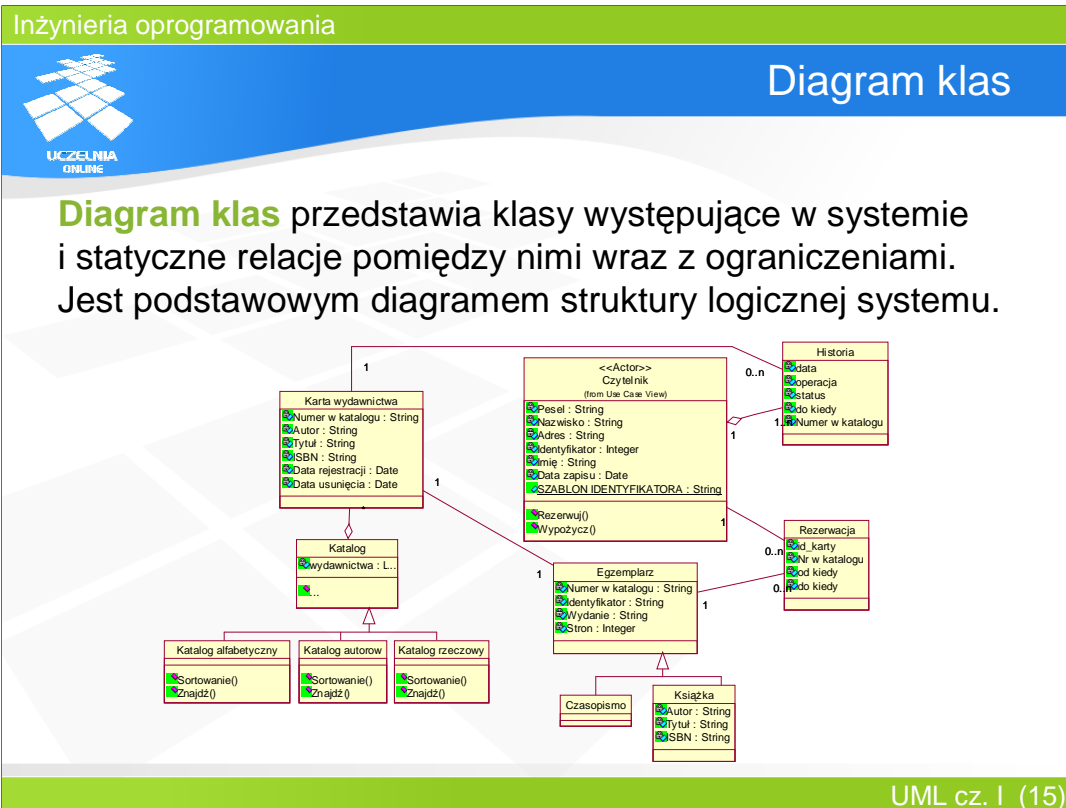 Inżynieria oprogramowania
Diagram klas
UCZELNIA
ONLINE
Diagram klas przedstawia klasy występujące w systemie
i statyczne relacje pomiędzy nimi wraz z ograniczeniami.
Jest podstawowym diagramem struktury logicznej systemu.
Karta wydawnictwa
Numer w katalogu : String
Autor : String
Tytuł : String
ISBN : String
Data rejestracji : Date
Data usunięcia : Date
1
1
*
<<Actor>>
Czytelnik
(from Use Case View)
Pesel : String
Nazwisko : String
Adres : String
Identyfikator : Integer
Imię : String
Data zapisu : Date
SZABLON IDENTYFIKATORA : String
Rezerwuj()
Wypożycz()
1
1
Historia
data
operacja
status
do kiedy
Numer w katalogu
0..n
1..n
Rezerwacja
id_karty
Nr w katalogu
od kiedy
do kiedy
0..n
0..n
Katalog
wydawnictwa : L...
...
Egzemplarz
Numer w katalogu : String
Identyfikator : String
Wydanie : String
Stron : Integer
1
1
Katalog alfabetyczny
Sortowanie()
Znajdź()
Katalog autorow
Sortowanie()
Znajdź()
Katalog rzeczowy
Sortowanie()
Znajdź()
Czasopismo
Książka
Autor : String
Tytuł : String
ISBN : String
UML cz. I (15)